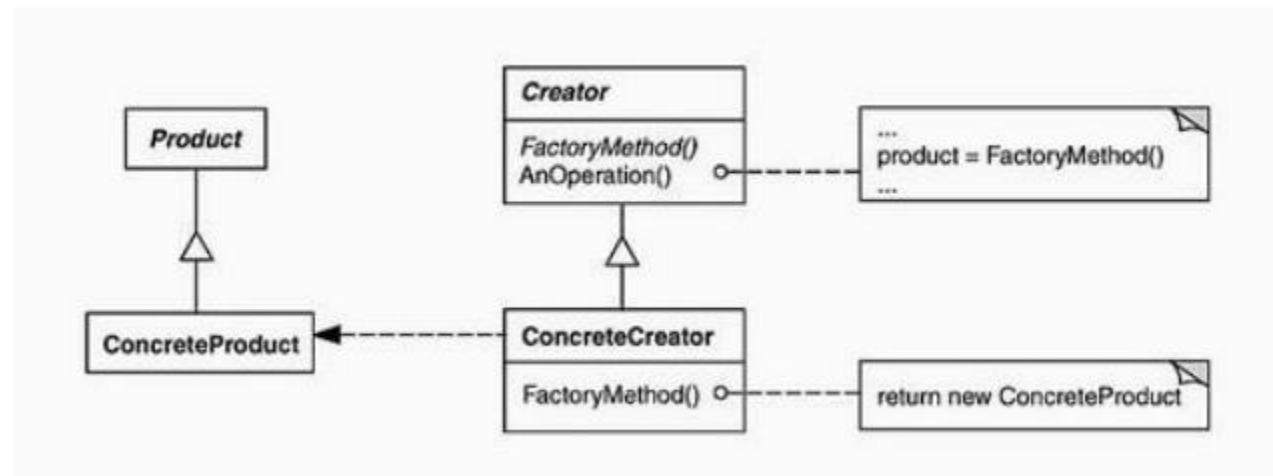 Product
Creator
FactoryMethod()
AnOperation()
...
product = FactoryMethod()
...
ConcreteProduct
ConcreteCreator
FactoryMethod()
return new ConcreteProduct